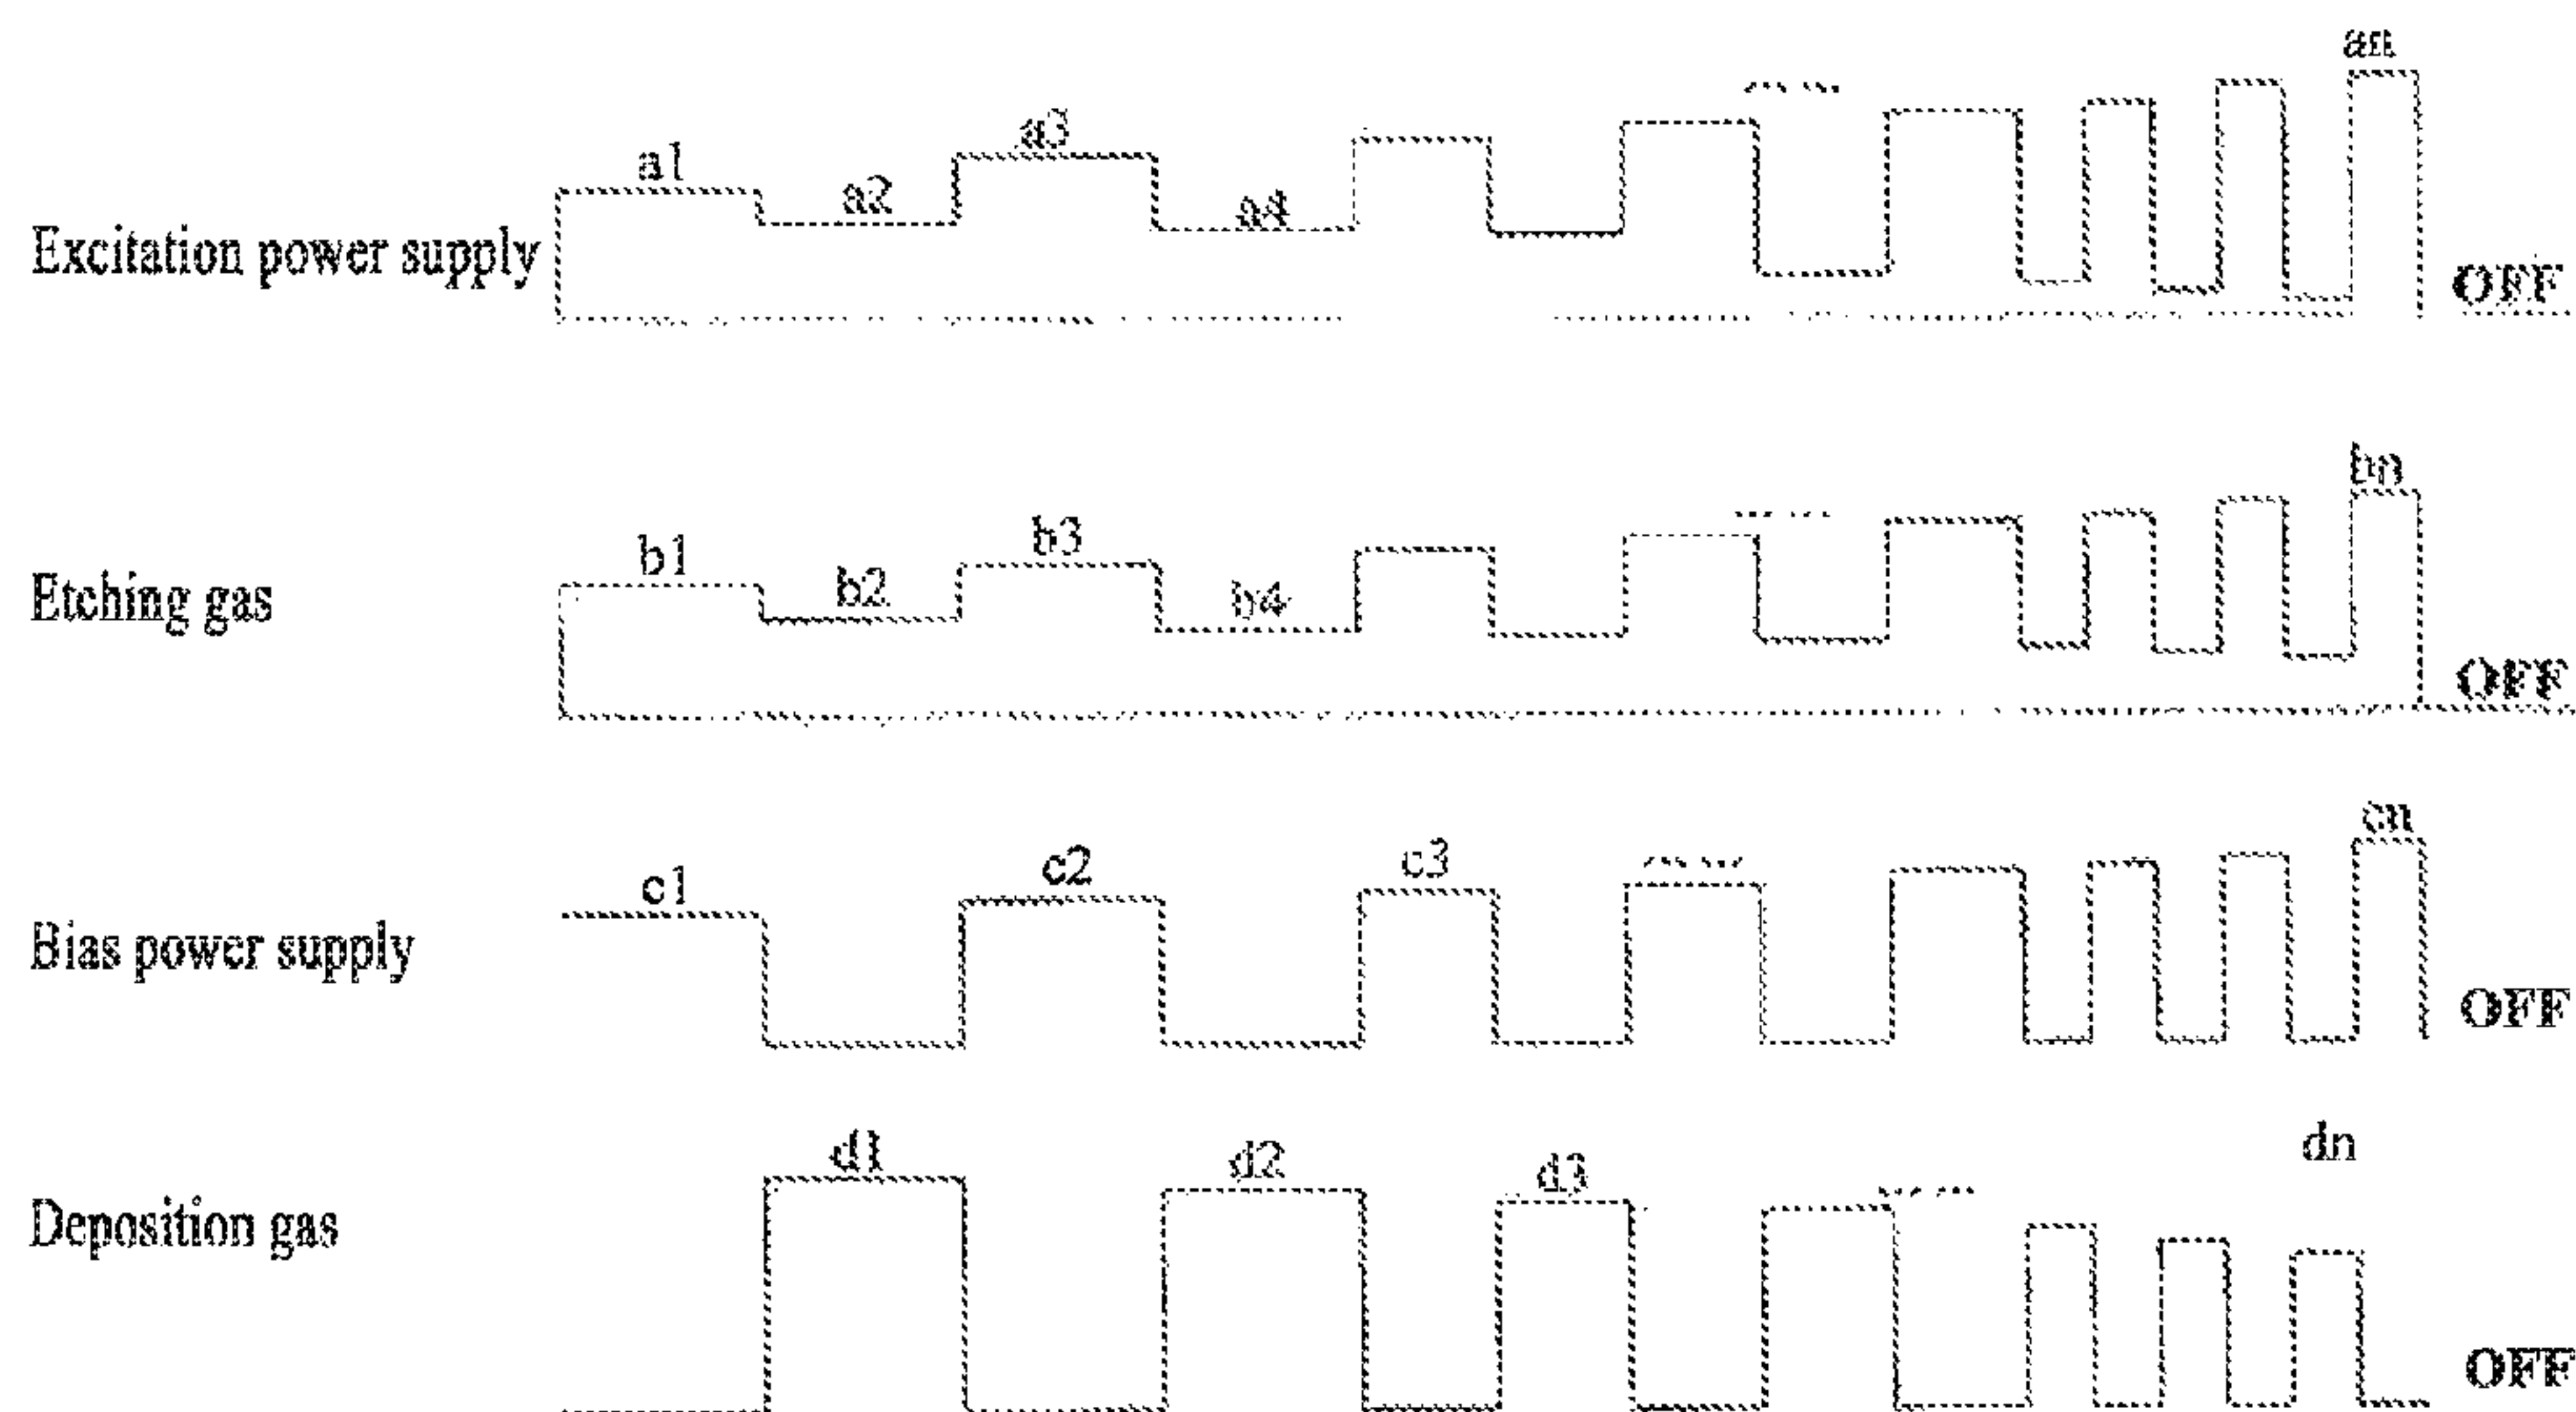 an
a1
a2
a3
a4
Excitation power supply
OFF
bn
b1
b2
b3
b4
Etching gas
OFF
cn
c1
c2
c3
Bias power supply
OFF
d1
d2
d3
dn
Deposition gas
OFF